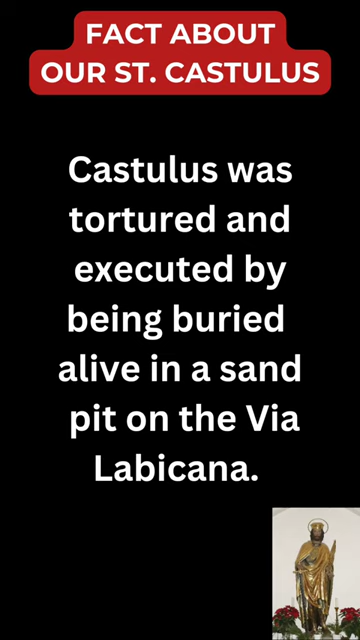 FACT ABOUT
OUR ST. CASTULUS
Castulus was
tortured and
executed by
being buried
alive in a sand
pit on the Via
Labicana.